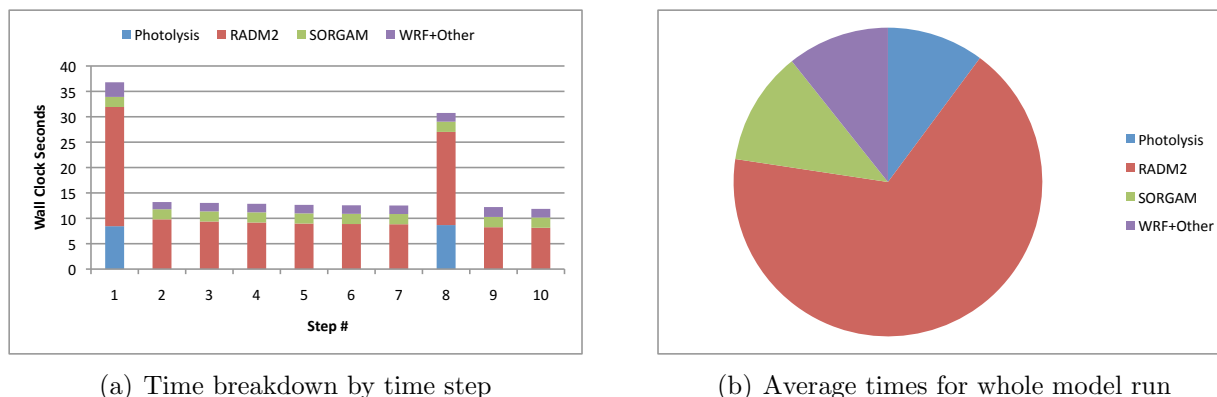 Photolysis RADM2 SORGAM WRF+Other
40
35
30
25
20
15
10
5
0
Wall Clock Seconds
1 2 3 4 5 6 7 8 9 10
Step #
(a) Time breakdown by time step
Photolysis
RADM2
SORGAM
WRF+Other
(b) Average times for whole model run